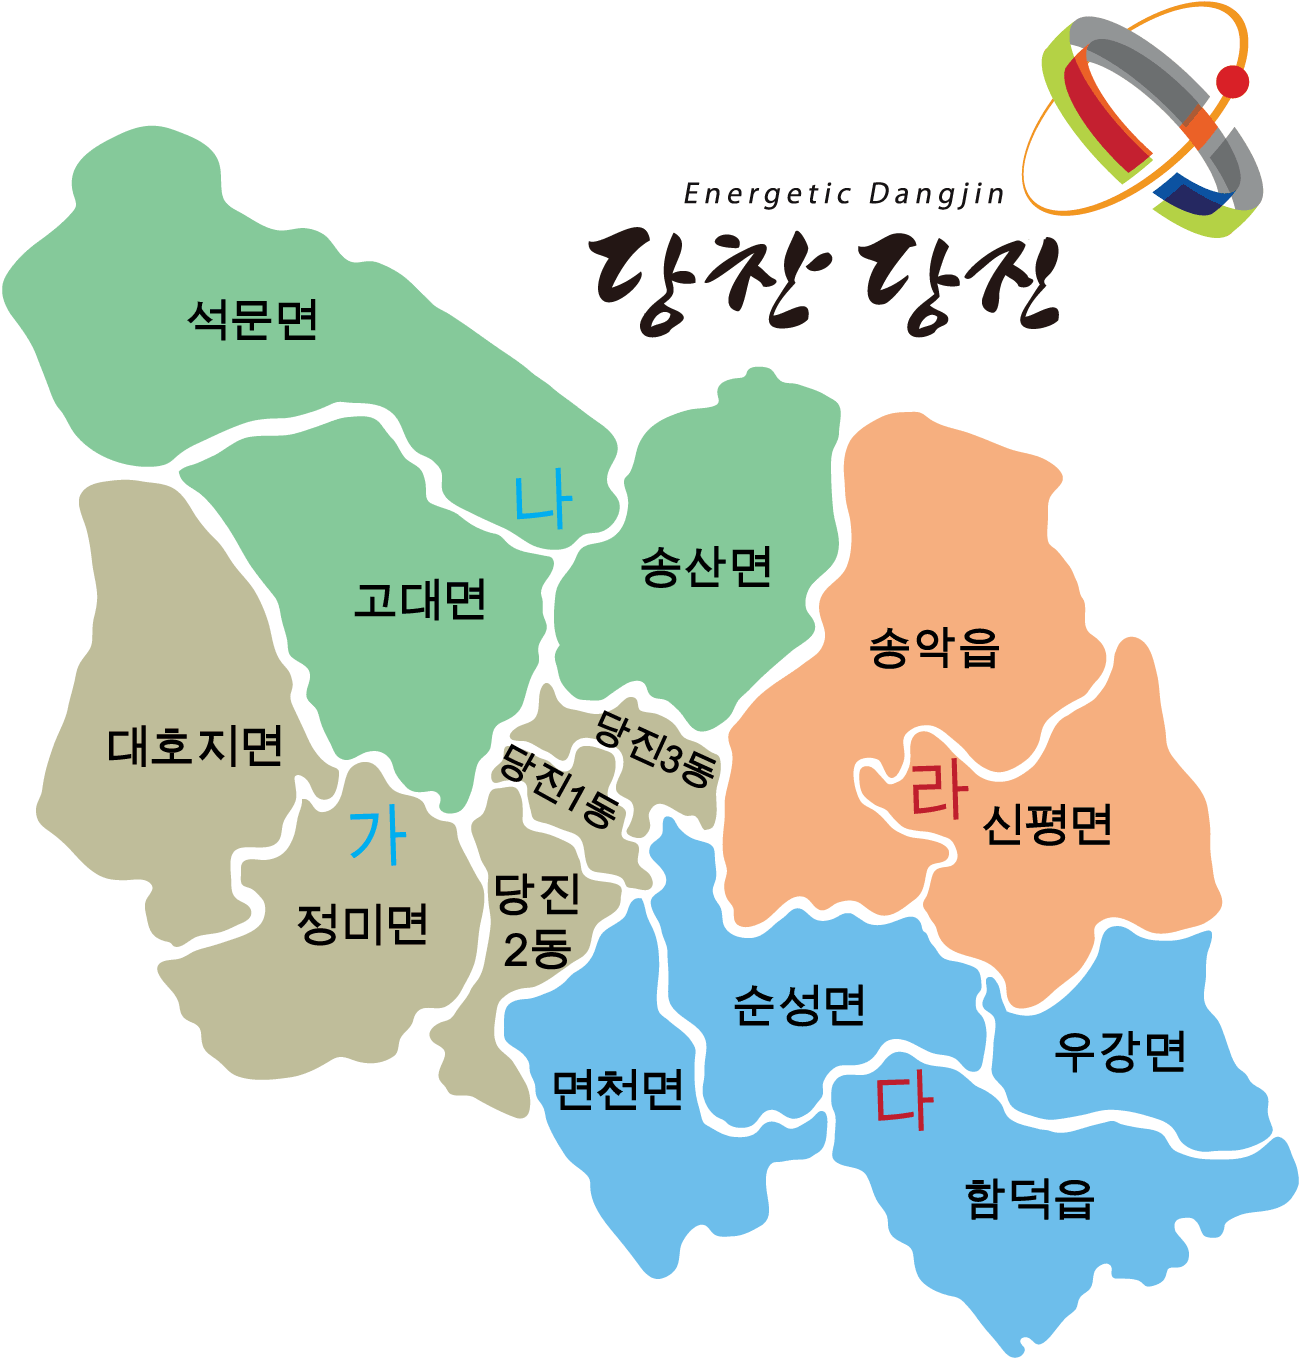 Energetic Dangjin
당찬 당진
석문면
나
송산면
고대면
송악읍
대호지면
당진3동
당진1동
라
신평면
가
정미면
당진
2동
순성면
우강면
면천면
다
함덕읍